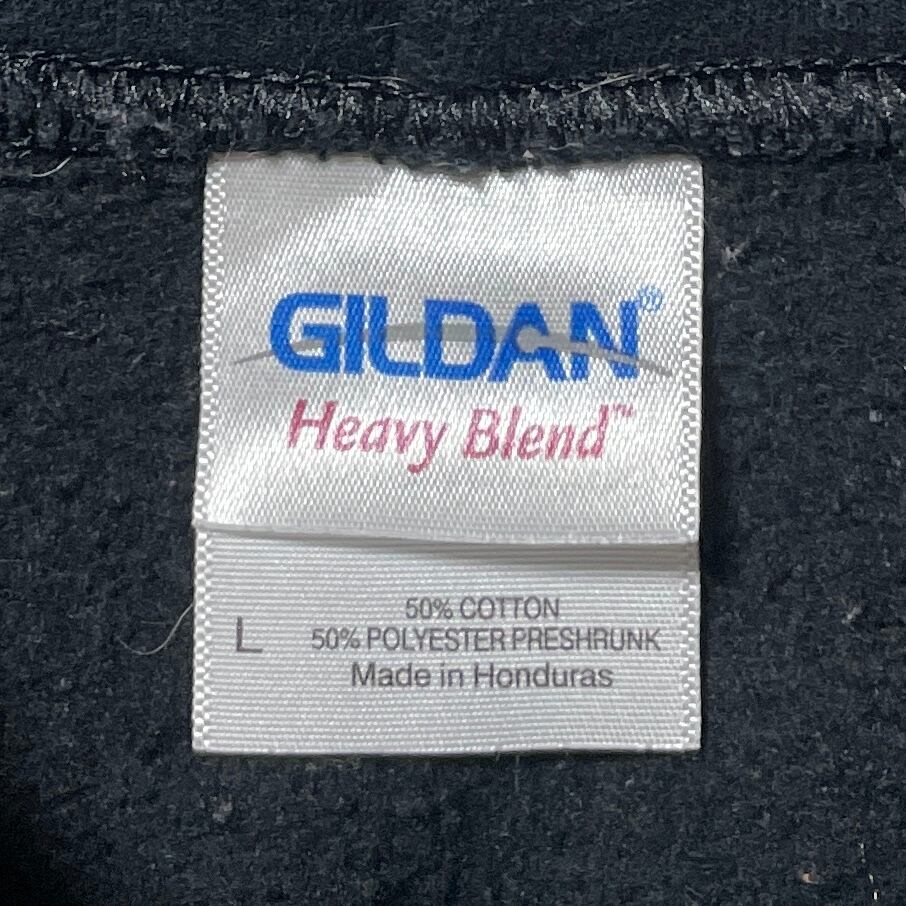 GILDAN®
Heavy Blend™
50% COTTON
L 50% POLYESTER PRESHRUNK
Made in Honduras